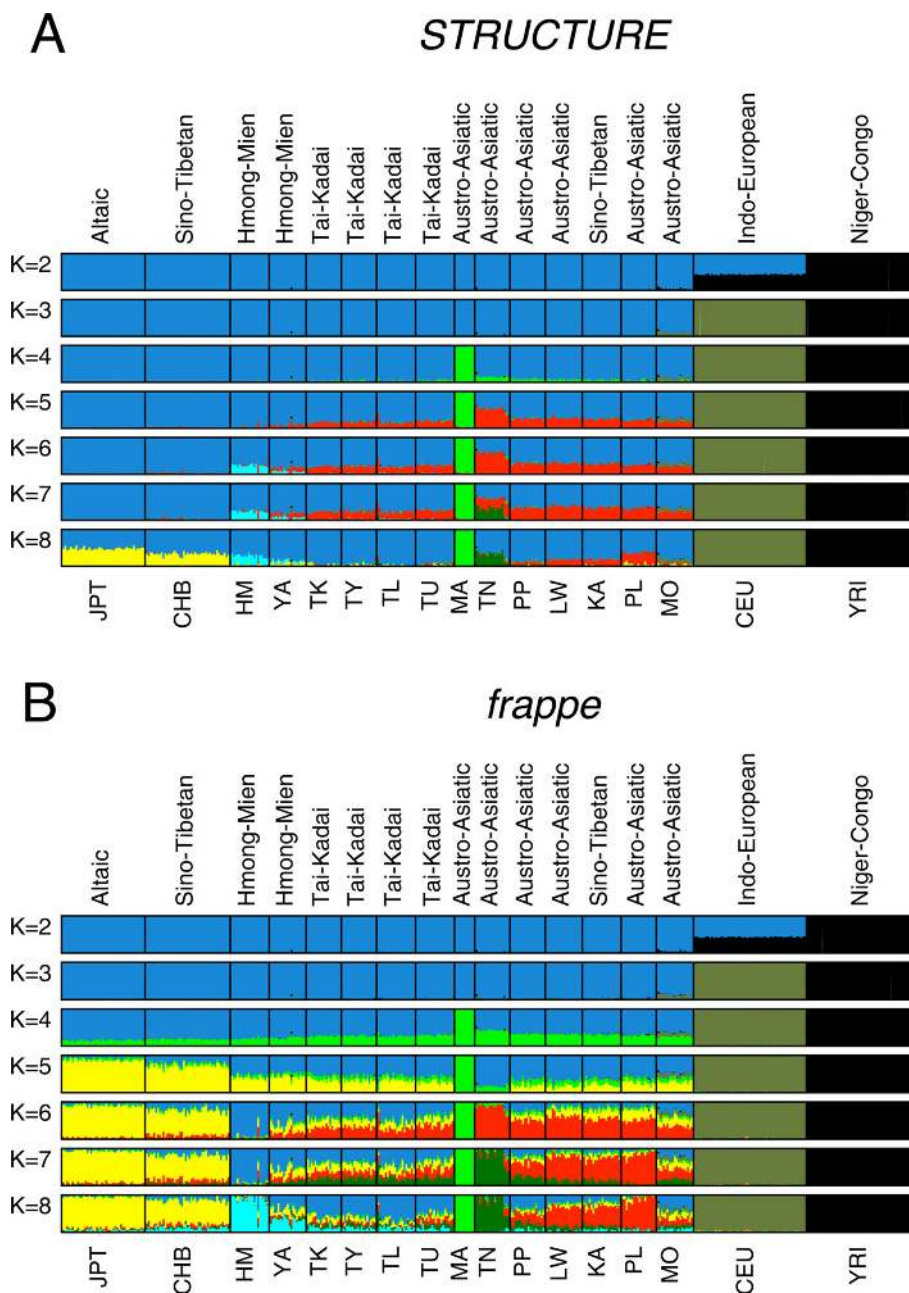 A
STRUCTURE
Altaic
Sino-Tibetan
Hmong-Mien
Hmong-Mien
Tai-Kadai
Tai-Kadai
Tai-Kadai
Tai-Kadai
Austro-Asiatic
Austro-Asiatic
Austro-Asiatic
Austro-Asiatic
Sino-Tibetan
Austro-Asiatic
Austro-Asiatic
Indo-European
Niger-Congo
K=2
K=3
K=4
K=5
K=6
K=7
K=8
JPT
CHB
HM
YA
TK
TY
TL
TU
MA
TN
PP
LW
KA
PL
MO
CEU
YRI
B
frappe
Altaic
Sino-Tibetan
Hmong-Mien
Hmong-Mien
Tai-Kadai
Tai-Kadai
Tai-Kadai
Tai-Kadai
Austro-Asiatic
Austro-Asiatic
Austro-Asiatic
Austro-Asiatic
Sino-Tibetan
Austro-Asiatic
Austro-Asiatic
Indo-European
Niger-Congo
K=2
K=3
K=4
K=5
K=6
K=7
K=8
JPT
CHB
HM
YA
TK
TY
TL
TU
MA
TN
PP
LW
KA
PL
MO
CEU
YRI